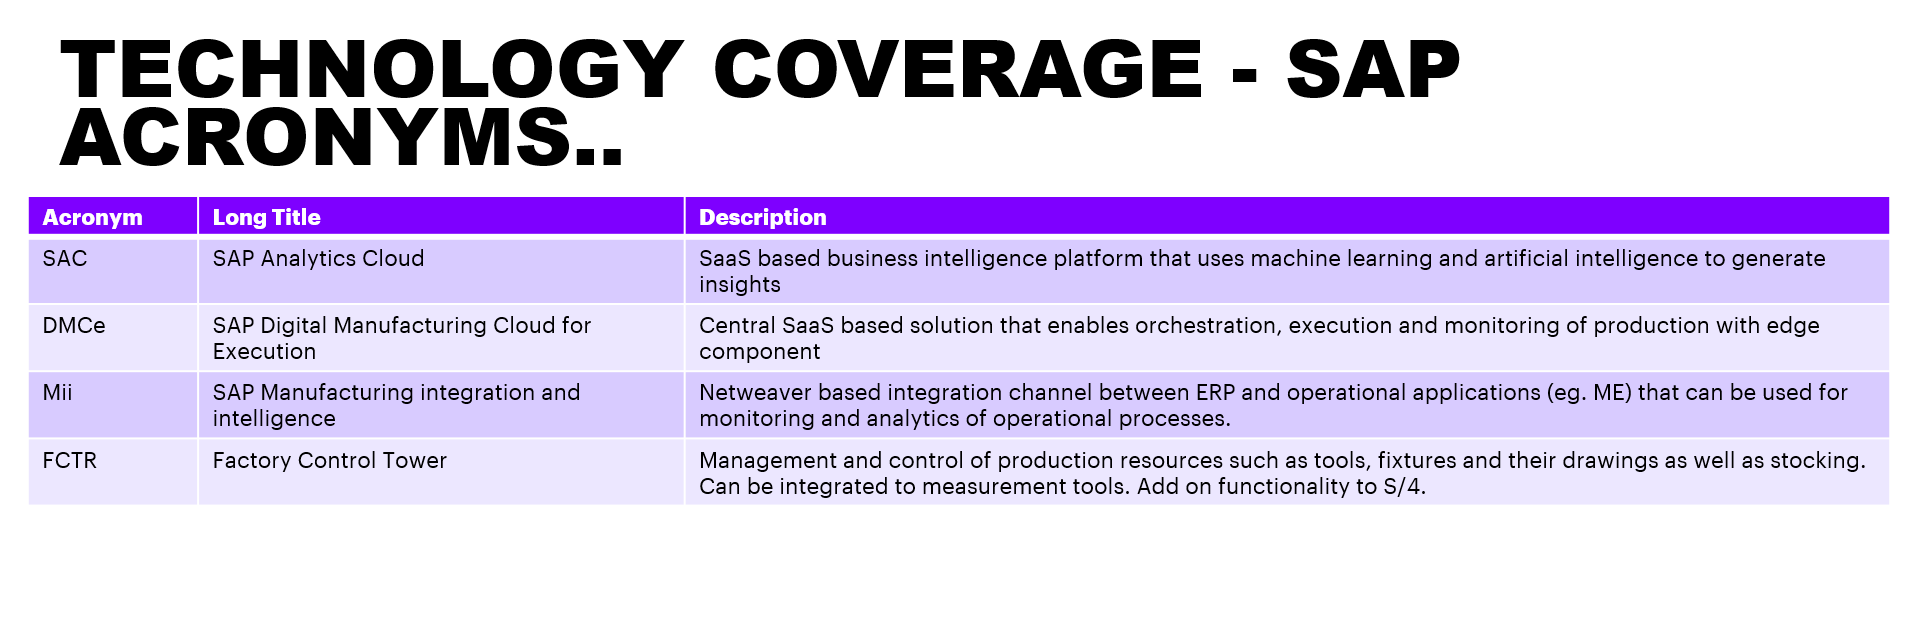 TECHNOLOGY COVERAGE - SAP
ACRONYMS..
Acronym Long Title Description
SAC SAP Analytics Cloud SaaS based business intelligence platform that uses machine learning and artificial intelligence to generate
insights
DMCe SAP Digital Manufacturing Cloud for Central SaaS based solution that enables orchestration, execution and monitoring of production with edge
Execution component
Mii SAP Manufacturing integration and Netweaver based integration channel between ERP and operational applications (eg. ME) that can be used for
intelligence monitoring and analytics of operational processes.
FCTR Factory Control Tower Management and control of production resources such as tools, fixtures and their drawings as well as stocking.
Can be integrated to measurement tools. Add on functionality to S/4.